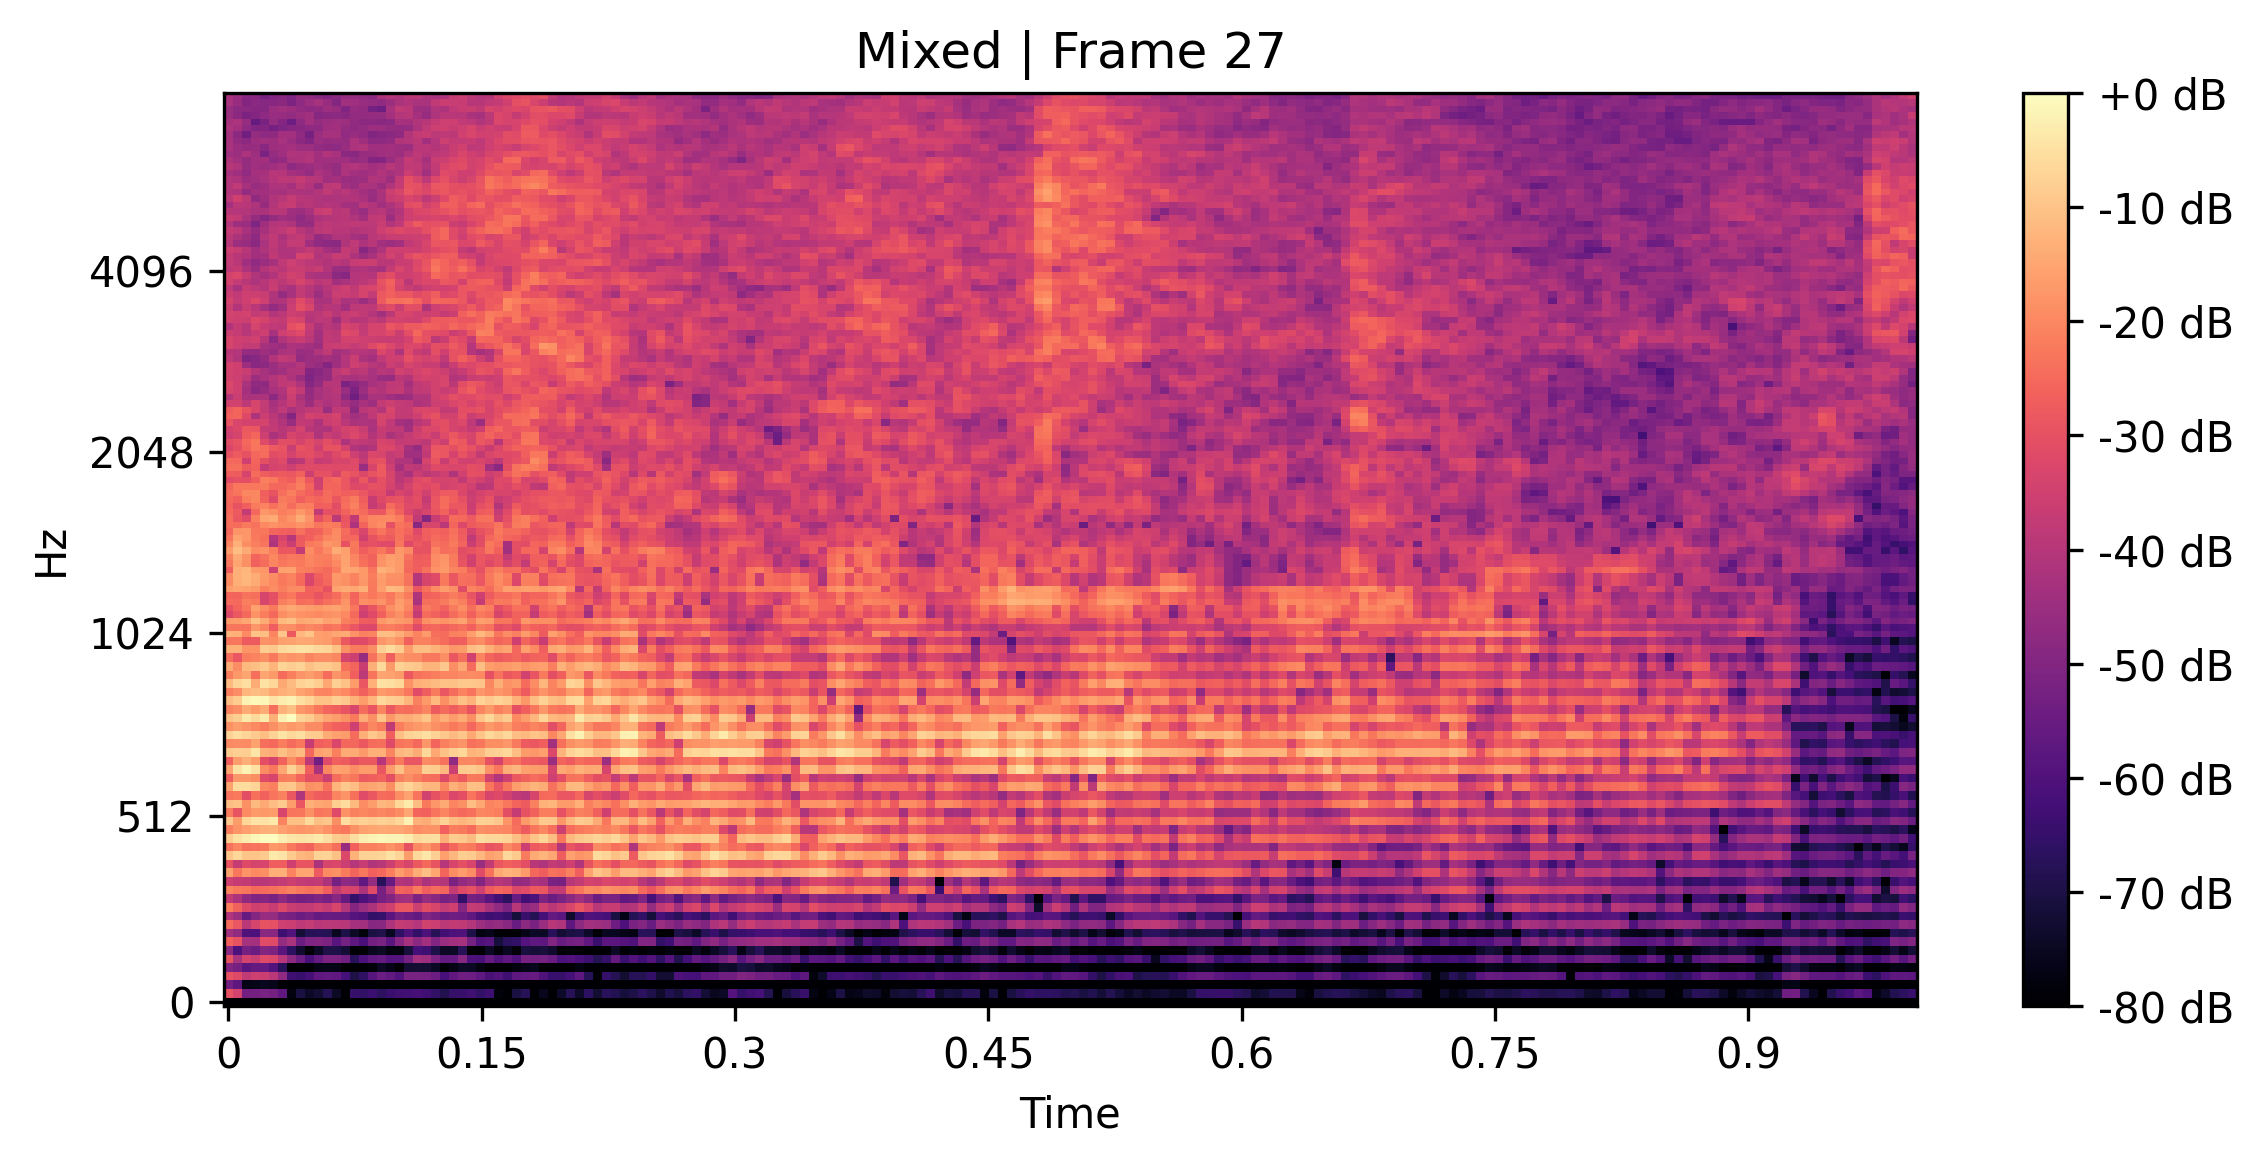 Mixed | Frame 27
+0 dB
-10 dB
-20 dB
-30 dB
-40 dB
-50 dB
-60 dB
-70 dB
-80 dB
Hz
4096
2048
1024
512
0
0 0.15 0.3 0.45 0.6 0.75 0.9
Time